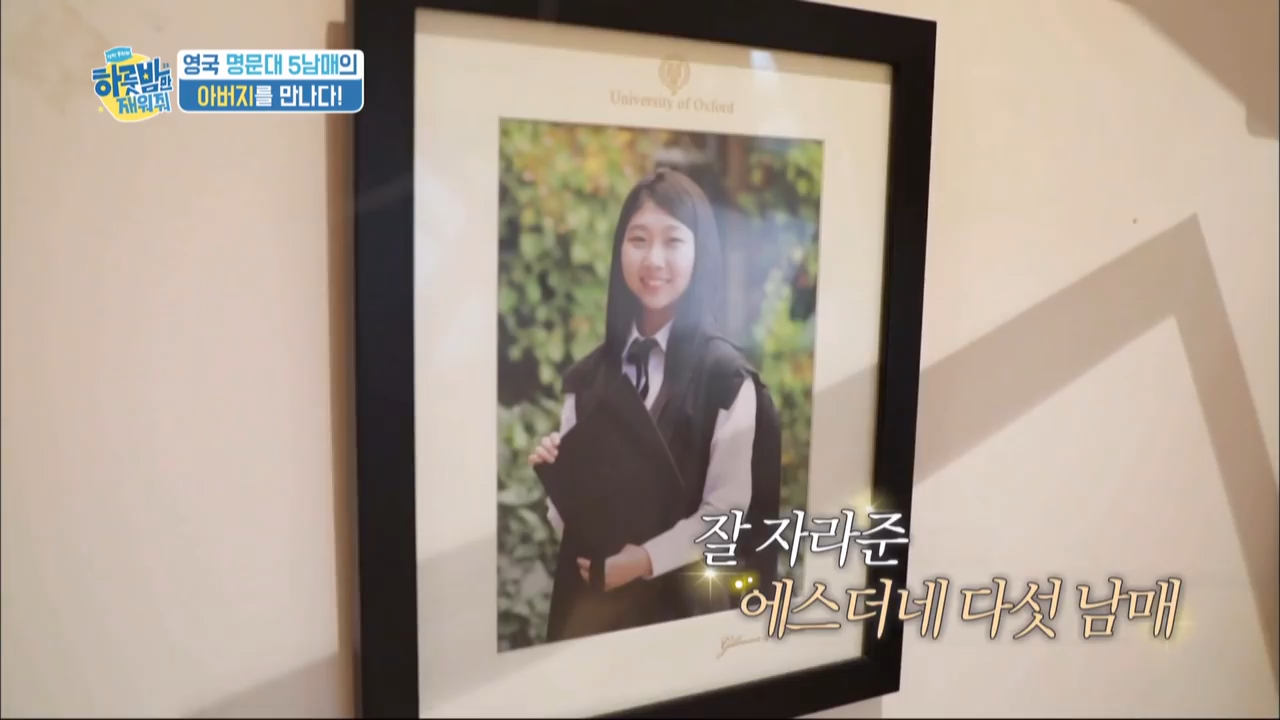 하룻밤만
재워줘
영국 명문대 5남매의
아버지를 만나다!
University of Oxford
잘 자라준
에스더네 다섯 남매